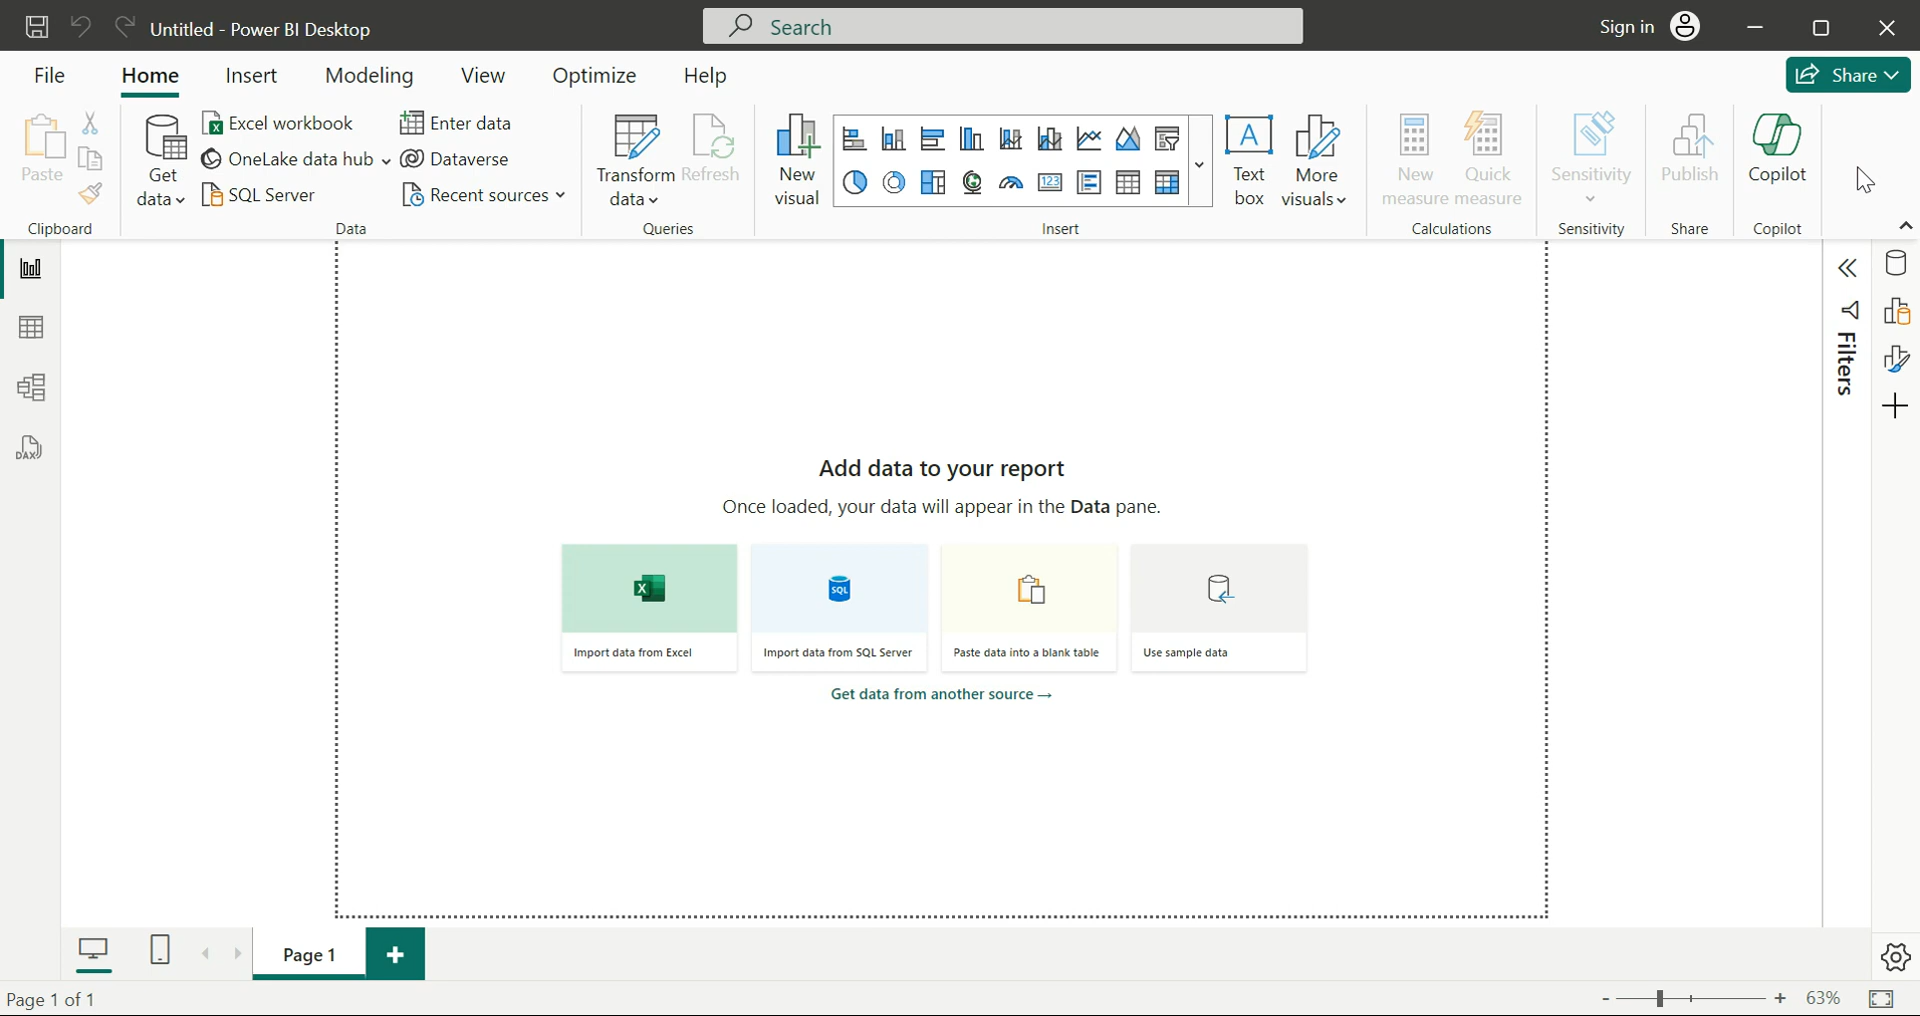 Untitled - Power BI Desktop
Search
Sign in
File Home Insert Modeling View Optimize Help
Share
Paste
Clipboard
Get
data
Excel workbook
OneLake data hub
SQL Server
Enter data
Dataverse
Recent sources
Data
Transform
data
Refresh
Queries
New
visual
123
A
Text
box
More
visuals
Insert
New
measure
Quick
measure
Calculations
Sensitivity
Sensitivity
Publish
Share
Copilot
Copilot
DAX
Filters
Add data to your report
Once loaded, your data will appear in the Data pane.
X
SQL
Import data from Excel
Import data from SQL Server
Paste data into a blank table
Use sample data
Get data from another source →
Page 1
+
Page 1 of 1
- + 63%